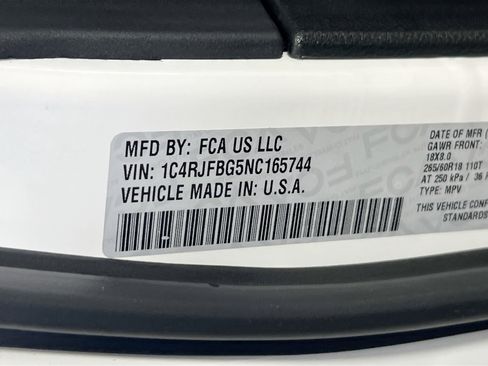 MFD BY: FCA US LLC
VIN: 1C4RJFBG5NC165744
VEHICLE MADE IN: U.S.A.
DATE OF MFR (
GAWR FRONT:
18X8.0
265/60R18 110T
AT 250 kPa / 36
TYPE: MPV
THIS VEHICLE CONFO
STANDARDS